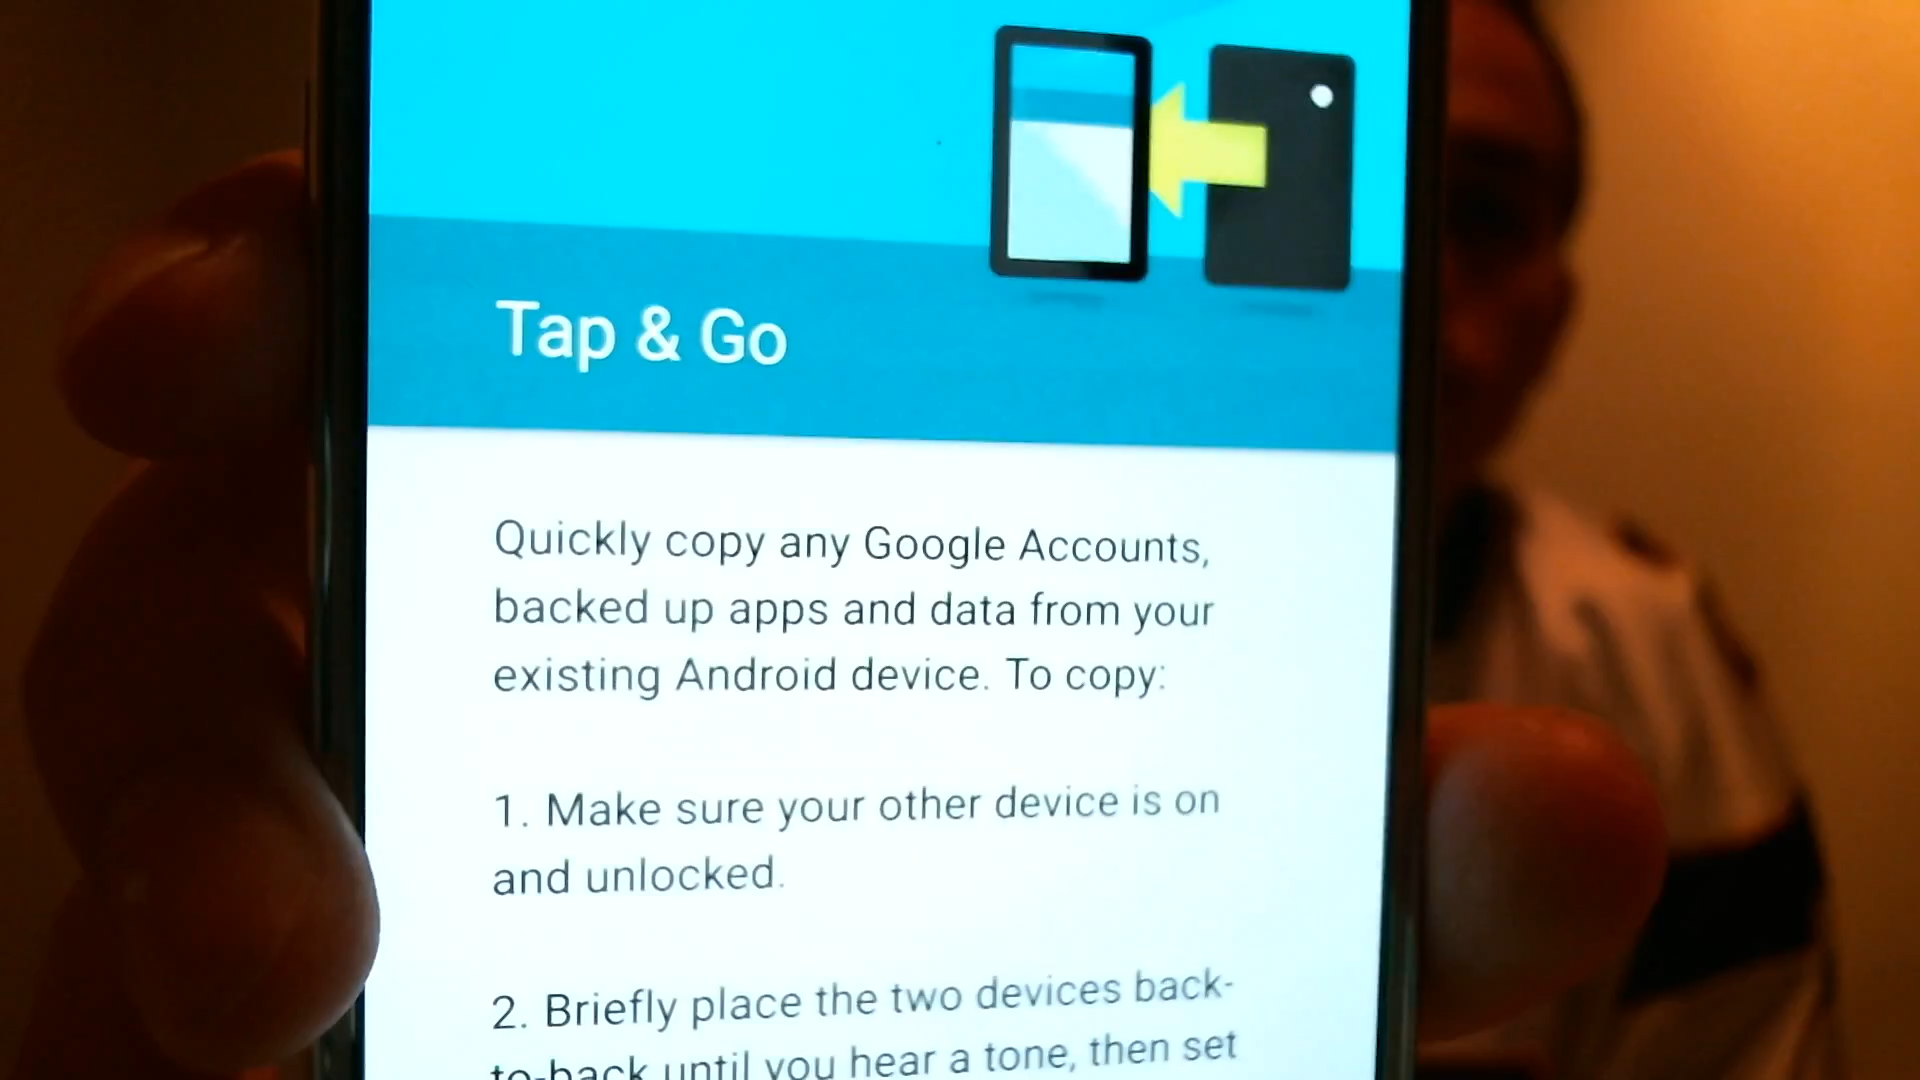 Tap & Go
Quickly copy any Google Accounts,
backed up apps and data from your
existing Android device. To copy:
1. Make sure your other device is on
and unlocked.
2. Briefly place the two devices back-
to-back until you hear a tone, then set